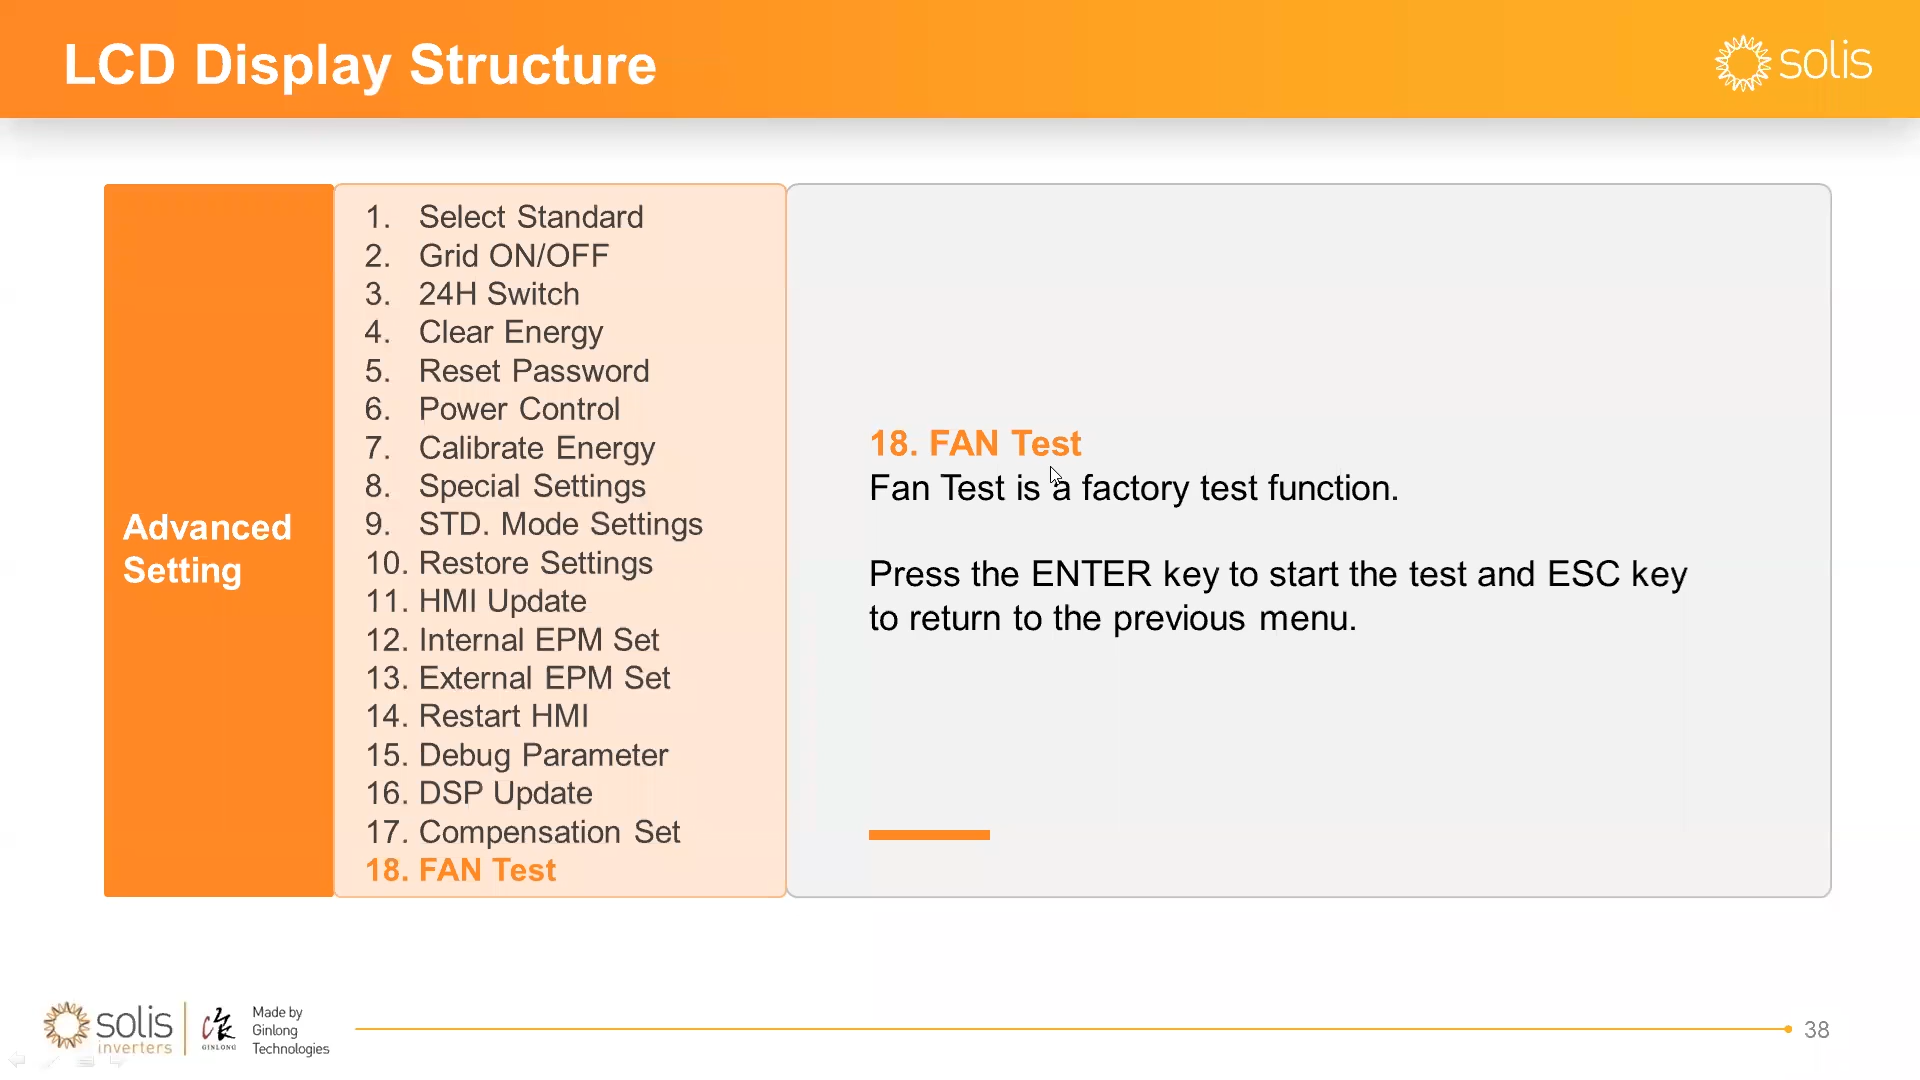 LCD Display Structure
solis
Advanced
Setting
1. Select Standard
2. Grid ON/OFF
3. 24H Switch
4. Clear Energy
5. Reset Password
6. Power Control
7. Calibrate Energy
8. Special Settings
9. STD. Mode Settings
10. Restore Settings
11. HMI Update
12. Internal EPM Set
13. External EPM Set
14. Restart HMI
15. Debug Parameter
16. DSP Update
17. Compensation Set
18. FAN Test
18. FAN Test
Fan Test is a factory test function.
Press the ENTER key to start the test and ESC key
to return to the previous menu.
solis
inverters
GINLONG
Made by
Ginlong
Technologies
38